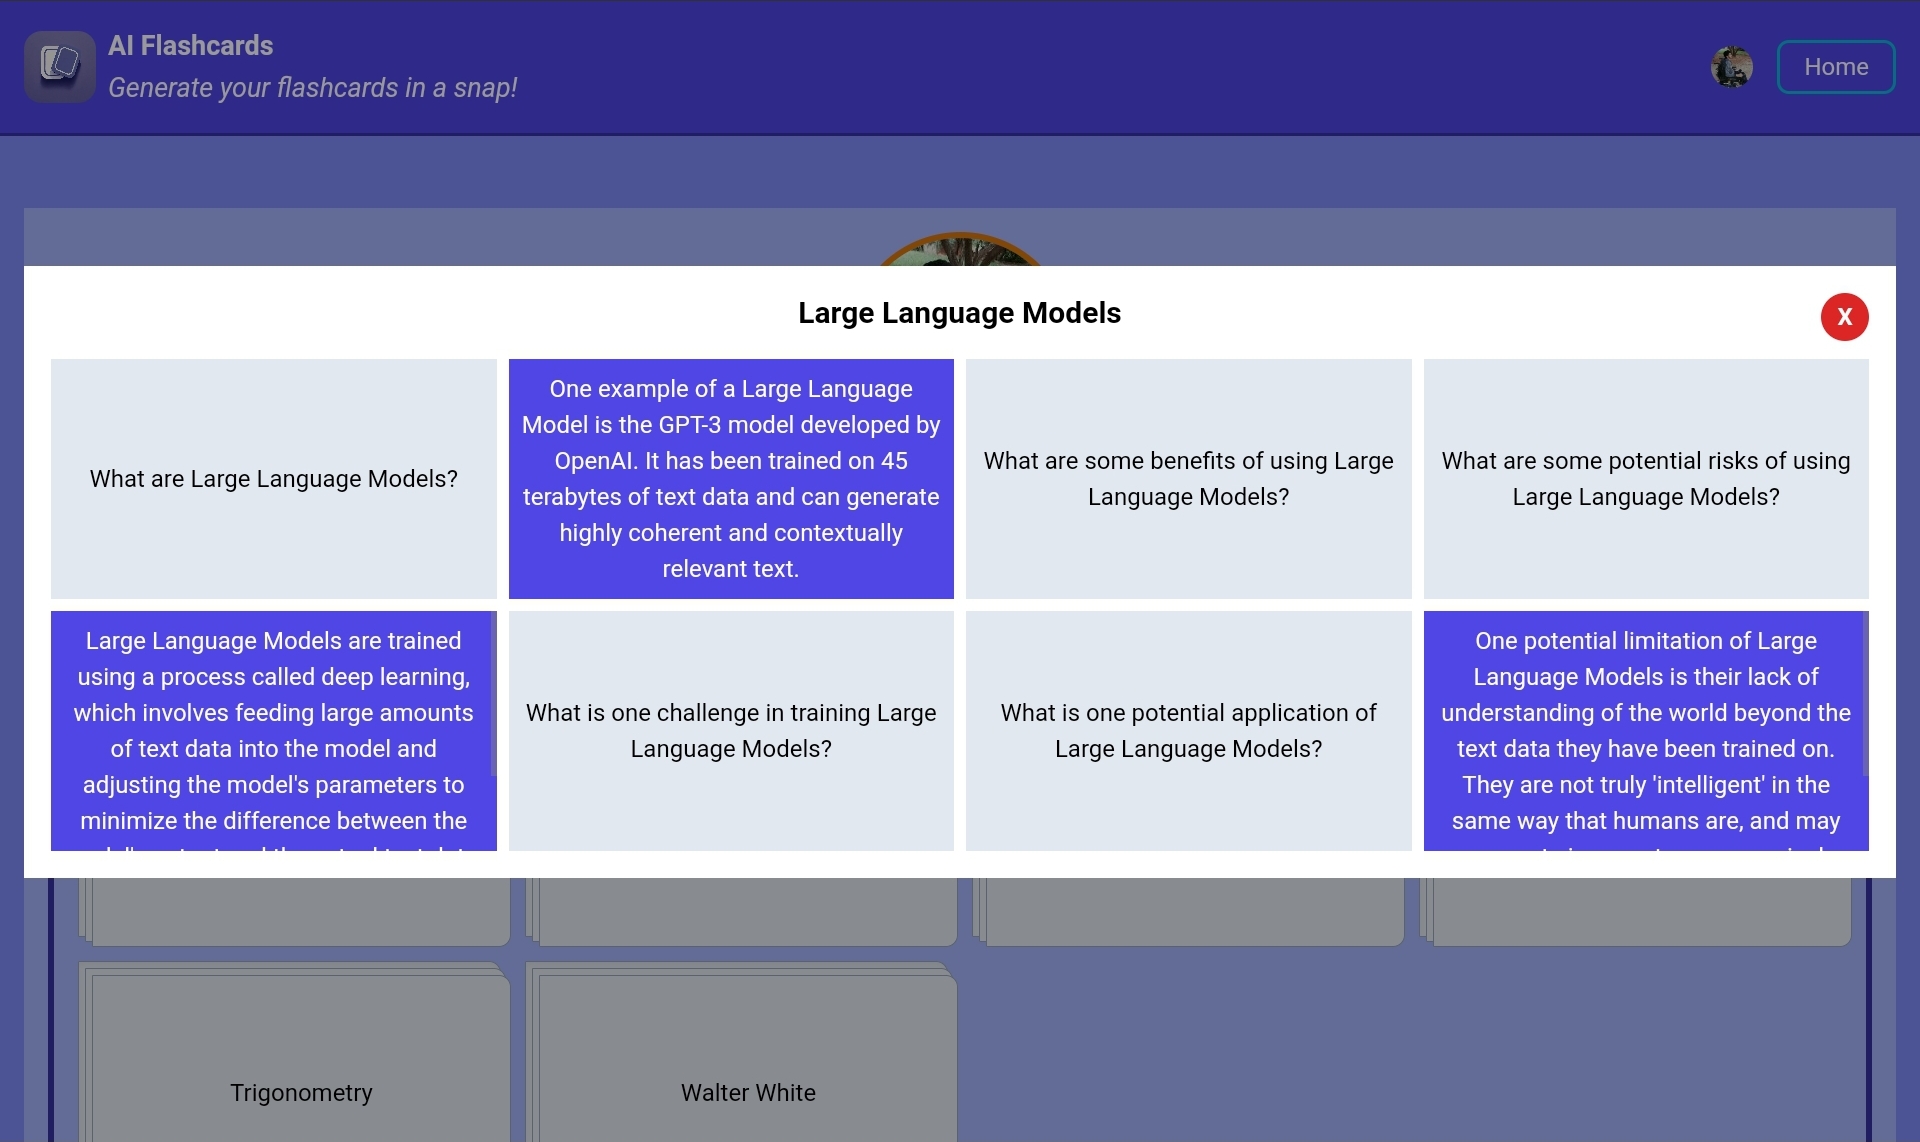 AI Flashcards
Generate your flashcards in a snap!
Home
Large Language Models
X
What are Large Language Models?
One example of a Large Language
Model is the GPT-3 model developed by
OpenAI. It has been trained on 45
terabytes of text data and can generate
highly coherent and contextually
relevant text.
What are some benefits of using Large
Language Models?
What are some potential risks of using
Large Language Models?
Large Language Models are trained
using a process called deep learning,
which involves feeding large amounts
of text data into the model and
adjusting the model's parameters to
minimize the difference between the
What is one challenge in training Large
Language Models?
What is one potential application of
Large Language Models?
One potential limitation of Large
Language Models is their lack of
understanding of the world beyond the
text data they have been trained on.
They are not truly 'intelligent' in the
same way that humans are, and may
Trigonometry
Walter White